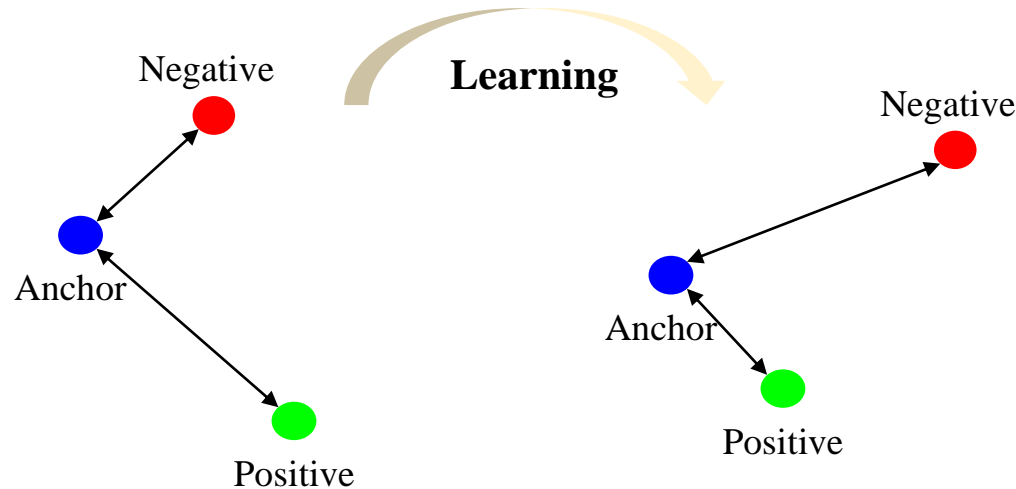 Negative
Learning
Negative
Anchor
Anchor
Positive
Positive